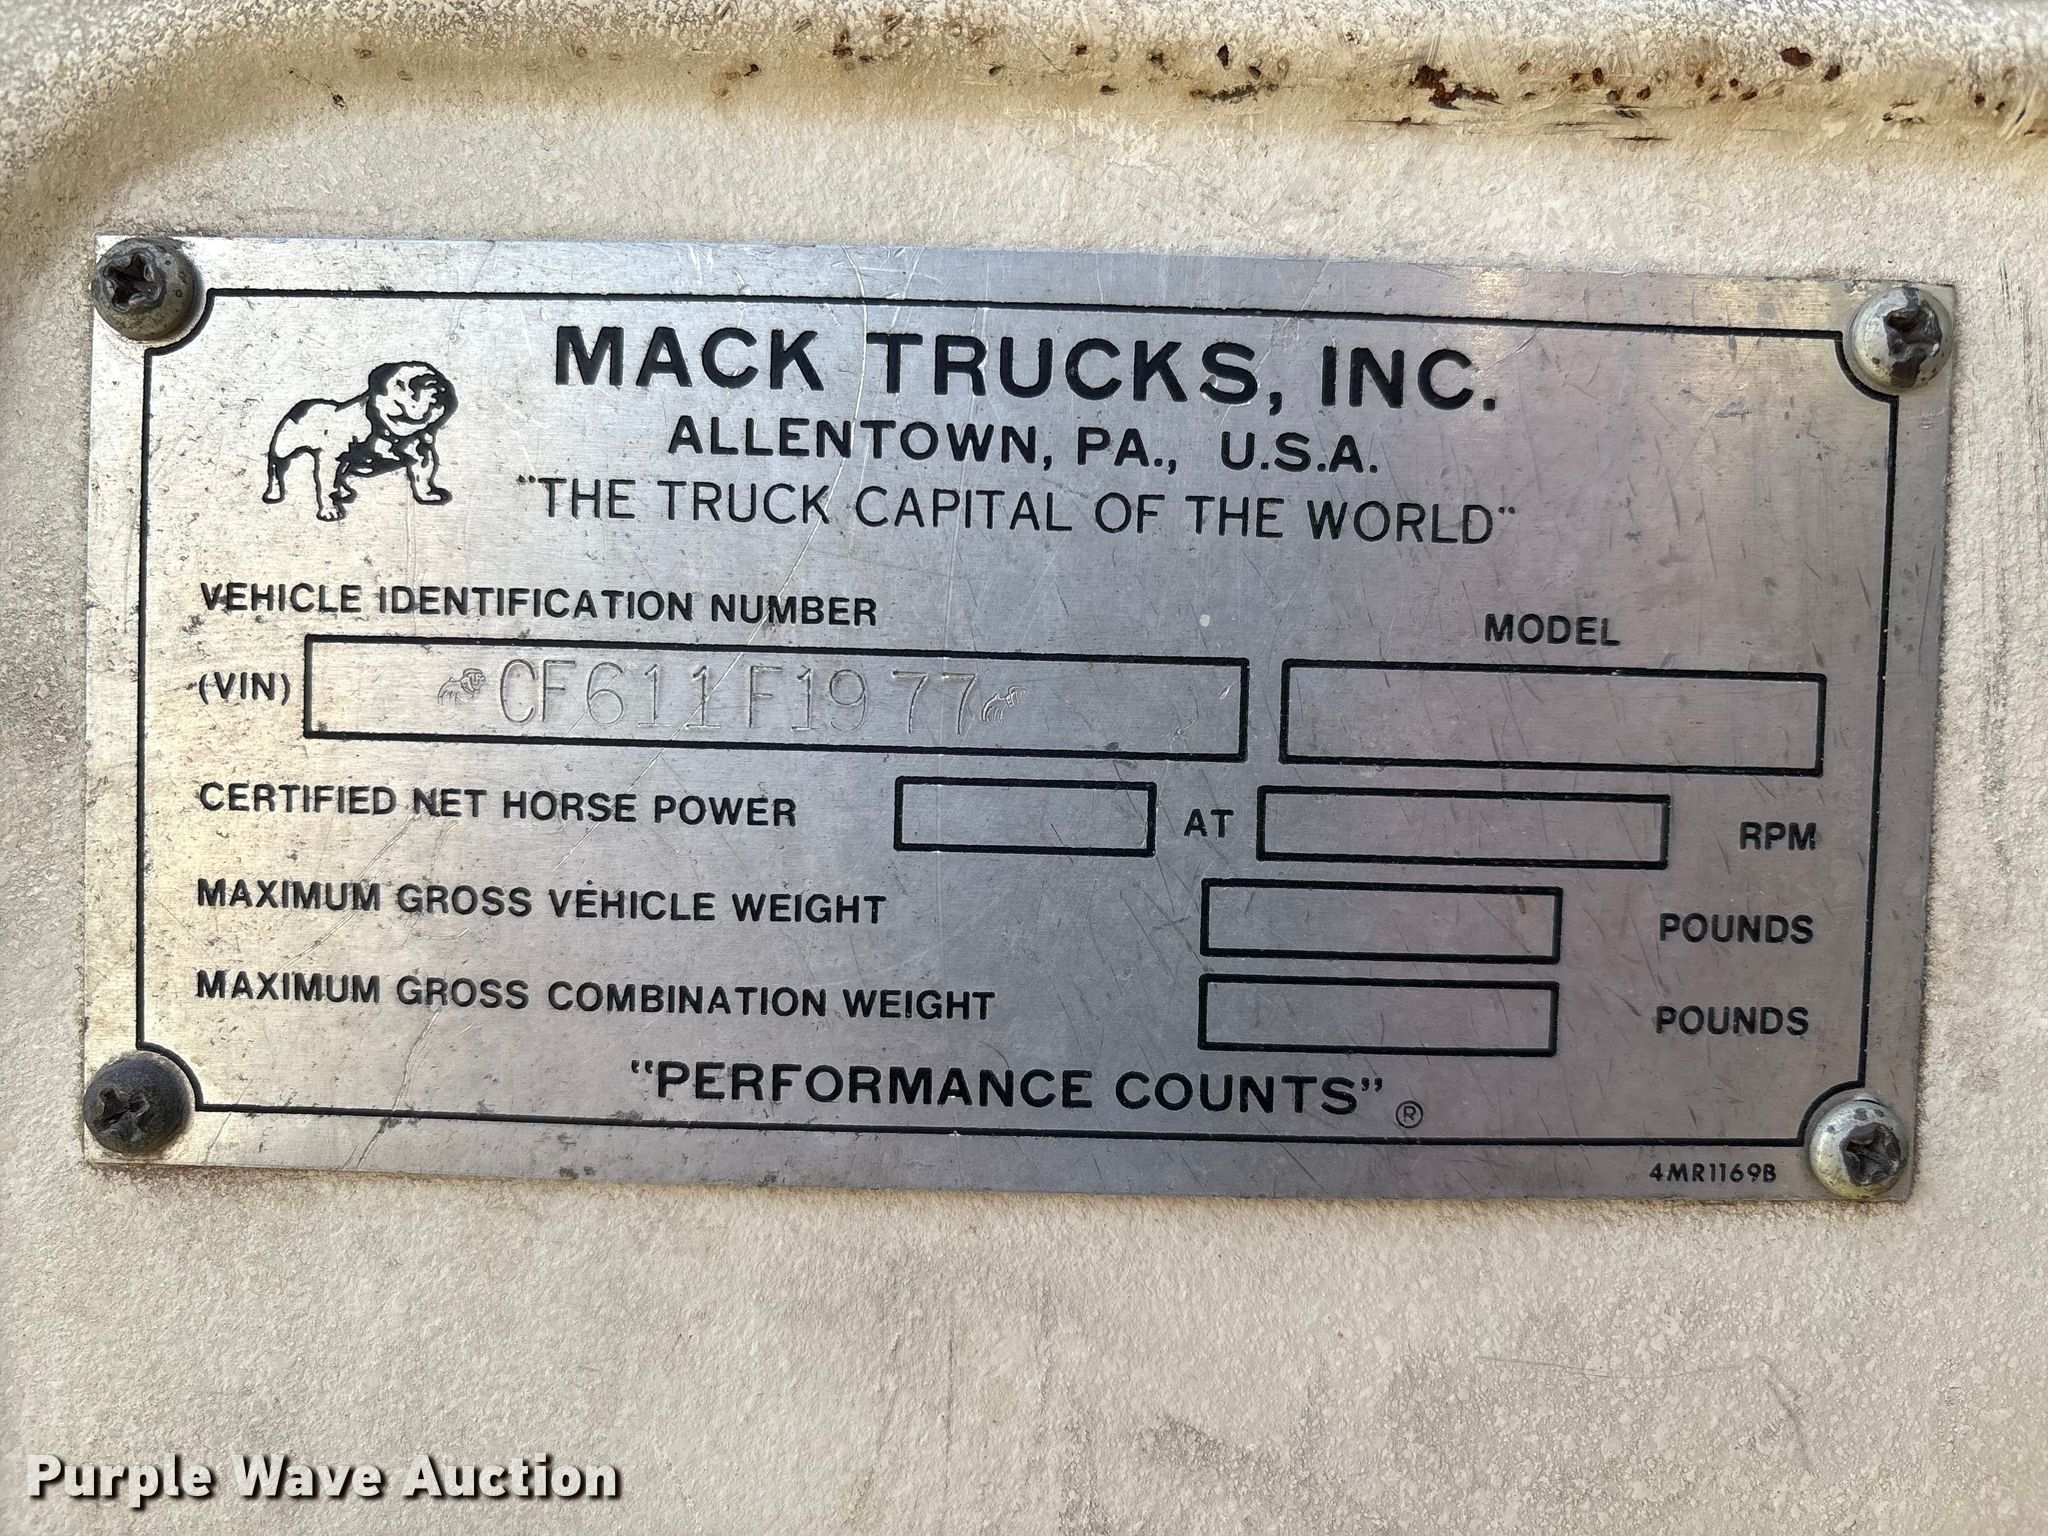 MACK TRUCKS, INC.
ALLENTOWN, PA., U.S.A.
"THE TRUCK CAPITAL OF THE WORLD"
VEHICLE IDENTIFICATION NUMBER
MODEL
(VIN) CF611F1977
CERTIFIED NET HORSE POWER AT RPM
MAXIMUM GROSS VEHICLE WEIGHT POUNDS
MAXIMUM GROSS COMBINATION WEIGHT POUNDS
"PERFORMANCE COUNTS" ®
4MR1169B
Purple Wave Auction